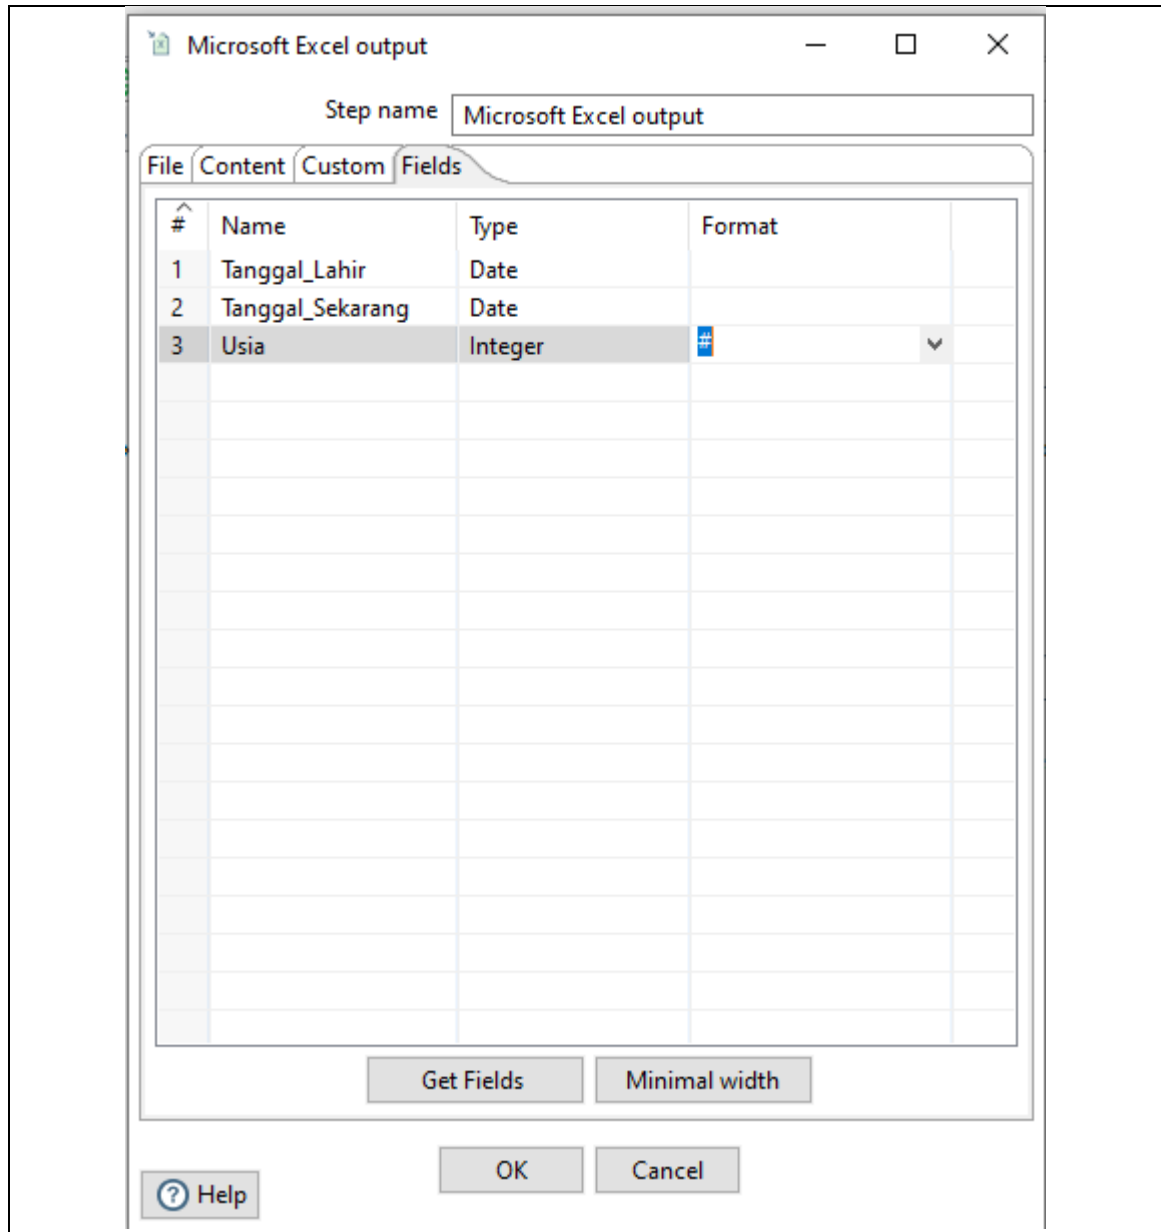 Microsoft Excel output
Step name Microsoft Excel output
File Content Custom Fields
# Name Type Format
1 Tanggal_Lahir Date
2 Tanggal_Sekarang Date
3 Usia Integer #
Get Fields Minimal width
OK Cancel
? Help